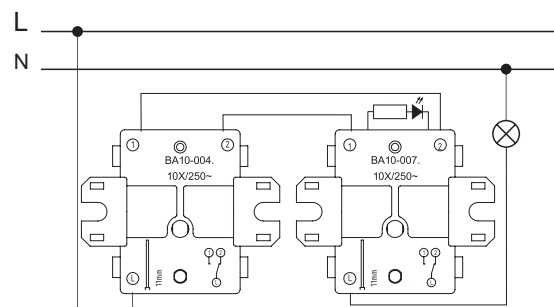 L
N
① ②
BA10-004.
10X/250~
① ②
Ⓛ
Ⓛ
11mm
① ②
BA10-007.
10X/250~
① ②
Ⓛ
Ⓛ
11mm